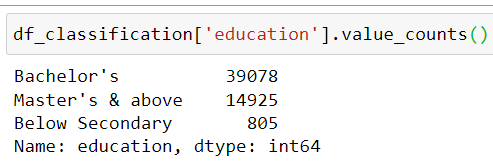 df_classification['education'].value_counts()
Bachelor's 39078
Master's & above 14925
Below Secondary 805
Name: education, dtype: int64